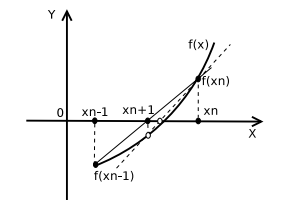 Y
f(x)
f(xn)
0
xn-1
xn+1
xn
X
f(xn-1)